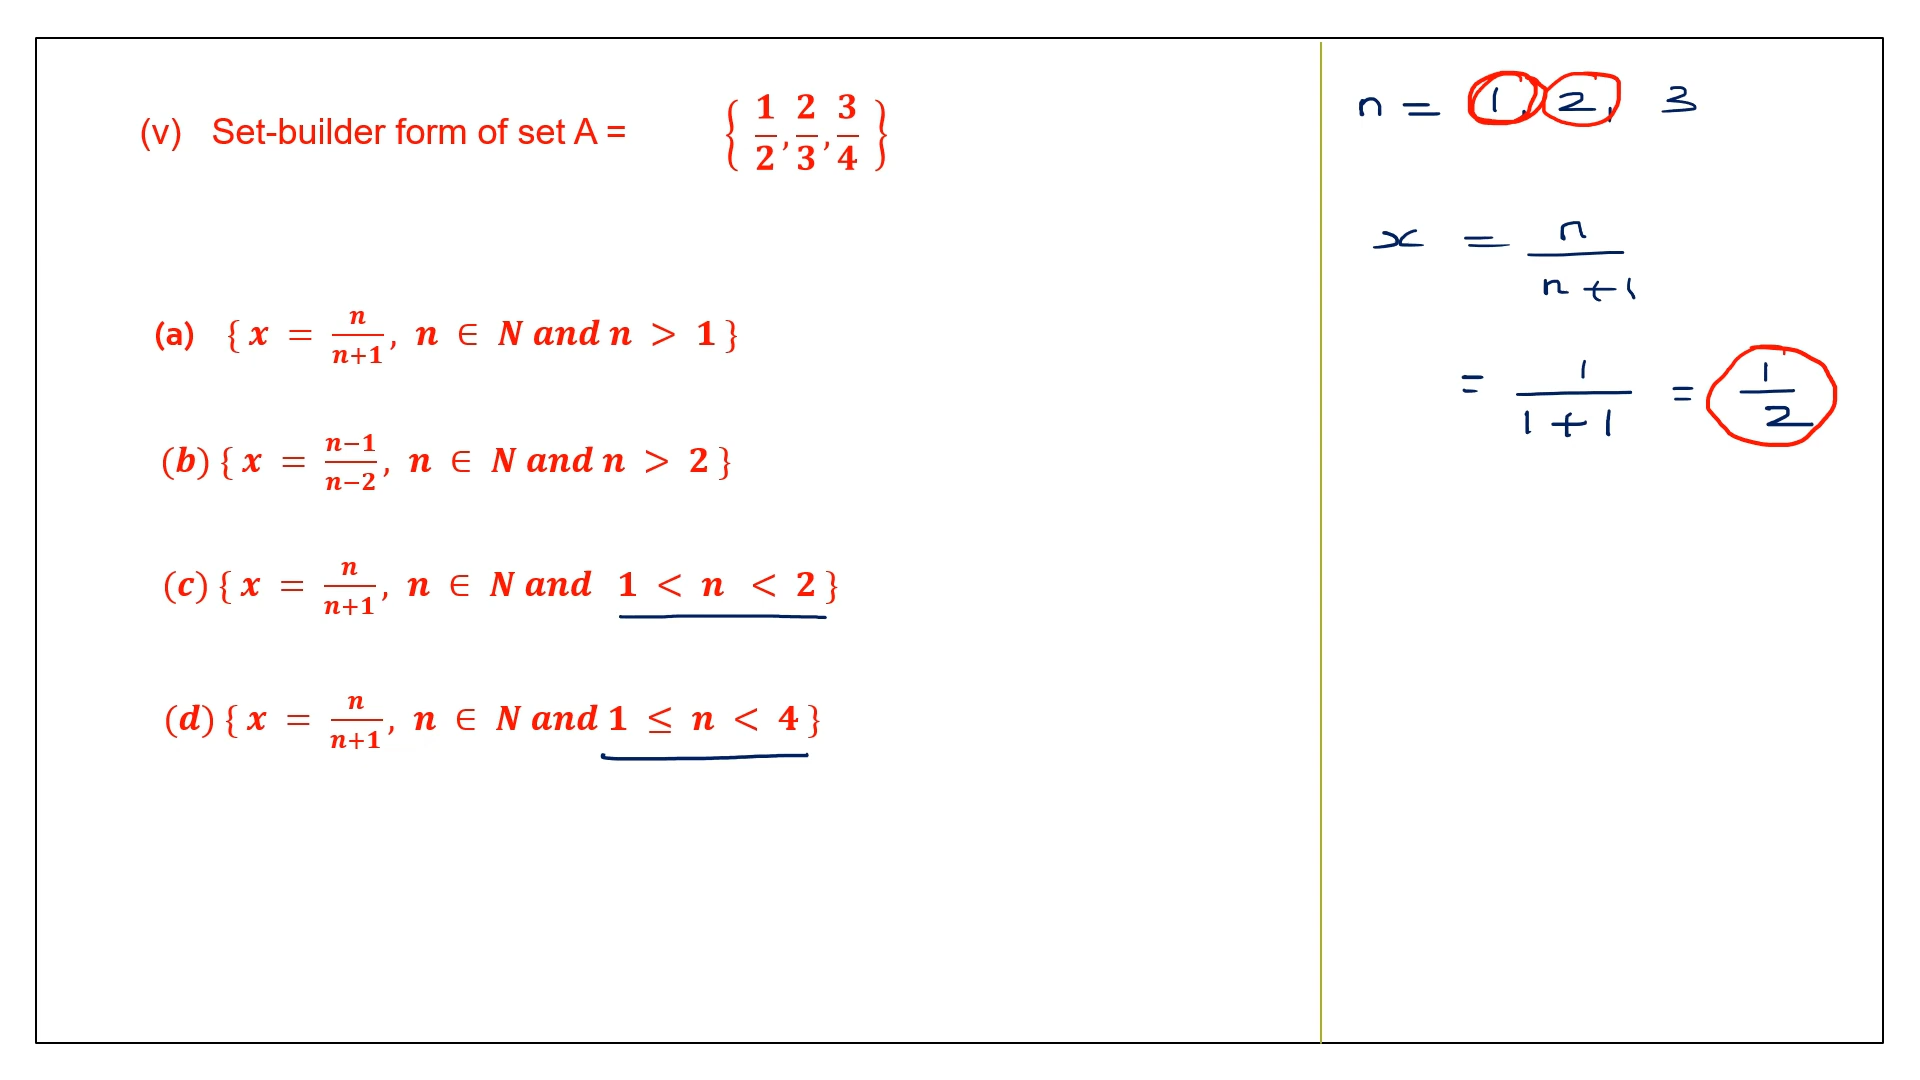 (v) Set-builder form of set A = { 1/2, 2/3, 3/4 }
(a) { x = n/n+1, n ∈ N and n > 1 }
(b) { x = n−1/n−2, n ∈ N and n > 2 }
(c) { x = n/n+1, n ∈ N and 1 < n < 2 }
(d) { x = n/n+1, n ∈ N and 1 ≤ n < 4 }
n = 1, 2, 3
x = n/n+1
= 1/1+1 = 1/2